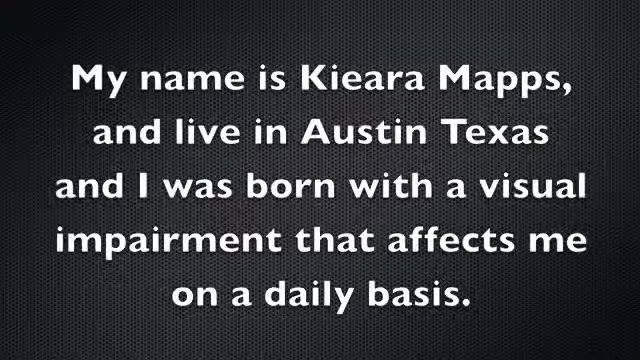 My name is Kieara Mapps,
and live in Austin Texas
and I was born with a visual
impairment that affects me
on a daily basis.